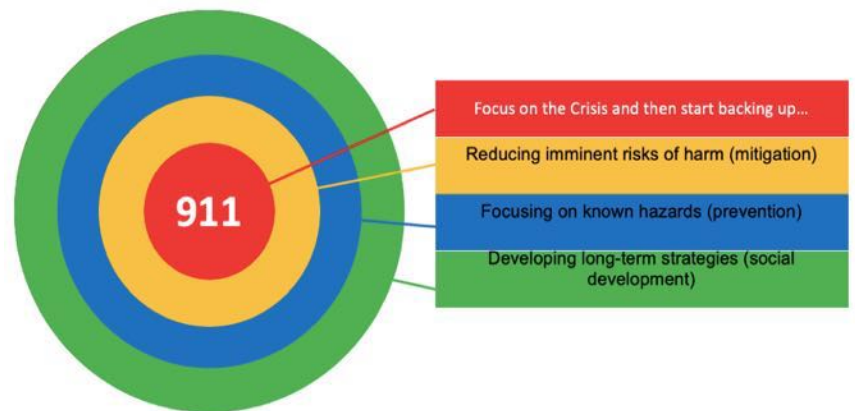 911
Focus on the Crisis and then start backing up...
Reducing imminent risks of harm (mitigation)
Focusing on known hazards (prevention)
Developing long-term strategies (social
development)